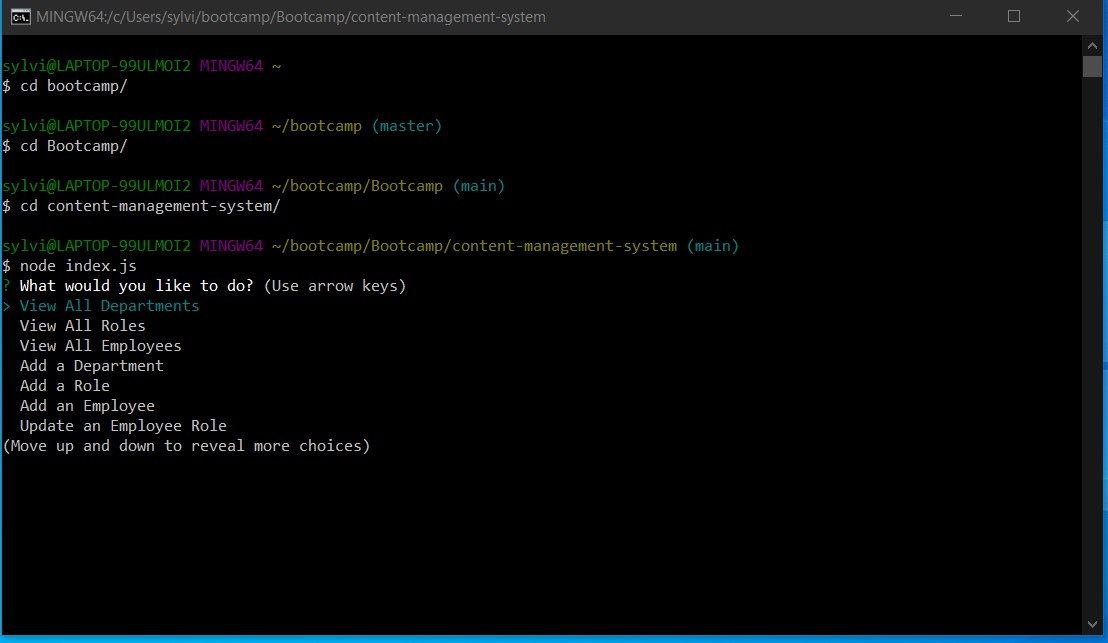 MINGW64:/c/Users/sylvi/bootcamp/Bootcamp/content-management-system
sylvi@LAPTOP-99ULMOI2 MINGW64 ~
$ cd bootcamp/
sylvi@LAPTOP-99ULMOI2 MINGW64 ~/bootcamp (master)
$ cd Bootcamp/
sylvi@LAPTOP-99ULMOI2 MINGW64 ~/bootcamp/Bootcamp (main)
$ cd content-management-system/
sylvi@LAPTOP-99ULMOI2 MINGW64 ~/bootcamp/Bootcamp/content-management-system (main)
$ node index.js
? What would you like to do? (Use arrow keys)
> View All Departments
View All Roles
View All Employees
Add a Department
Add a Role
Add an Employee
Update an Employee Role
(Move up and down to reveal more choices)